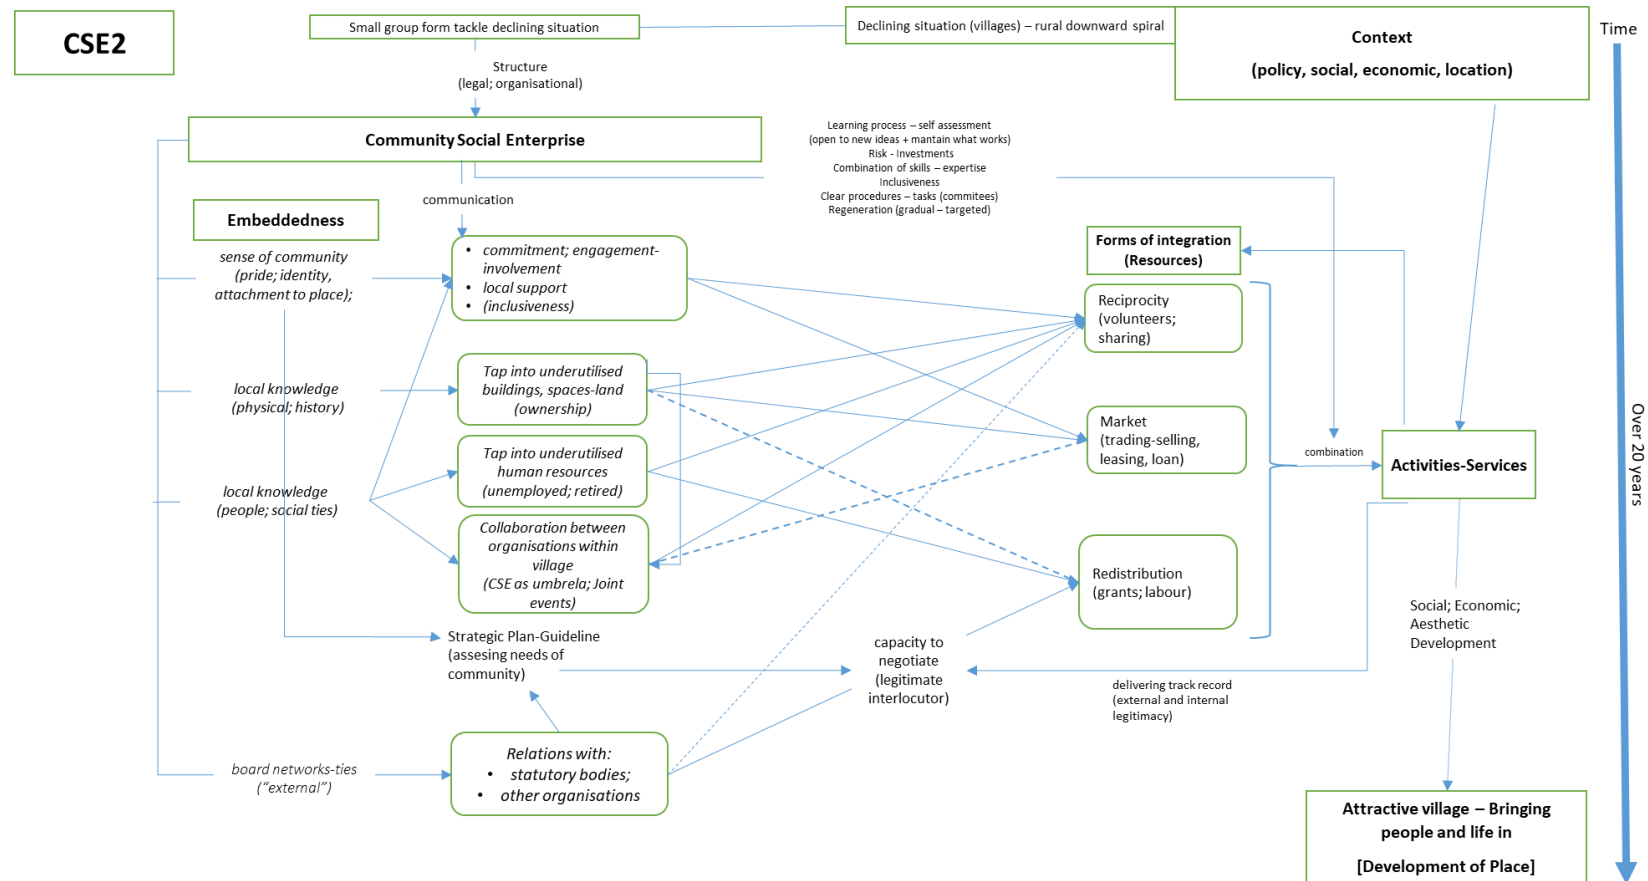 CSE2
Small group form tackle declining situation
Declining situation (villages) – rural downward spiral
Context
(policy, social, economic, location)
Time
Structure
(legal; organisational)
Community Social Enterprise
Learning process – self assessment
(open to new ideas + mantain what works)
Risk - Investments
Combination of skills – expertise
Inclusiveness
Clear procedures – tasks (commitees)
Regeneration (gradual – targeted)
communication
Embeddedness
sense of community
(pride; identity,
attachment to place);
• commitment; engagement-
involvement
• local support
• (inclusiveness)
Forms of integration
(Resources)
Reciprocity
(volunteers;
sharing)
local knowledge
(physical; history)
Tap into underutilised
buildings, spaces-land
(ownership)
Market
(trading-selling,
leasing, loan)
combination
Activities-Services
Over 20 years
local knowledge
(people; social ties)
Tap into underutilised
human resources
(unemployed; retired)
Collaboration between
organisations within
village
(CSE as umbrela; Joint
events)
Redistribution
(grants; labour)
Social; Economic;
Aesthetic
Development
Strategic Plan-Guideline
(assesing needs of
community)
capacity to
negotiate
(legitimate
interlocutor)
delivering track record
(external and internal
legitimacy)
board networks-ties
(“external”)
Relations with:
• statutory bodies;
• other organisations
Attractive village – Bringing
people and life in
[Development of Place]